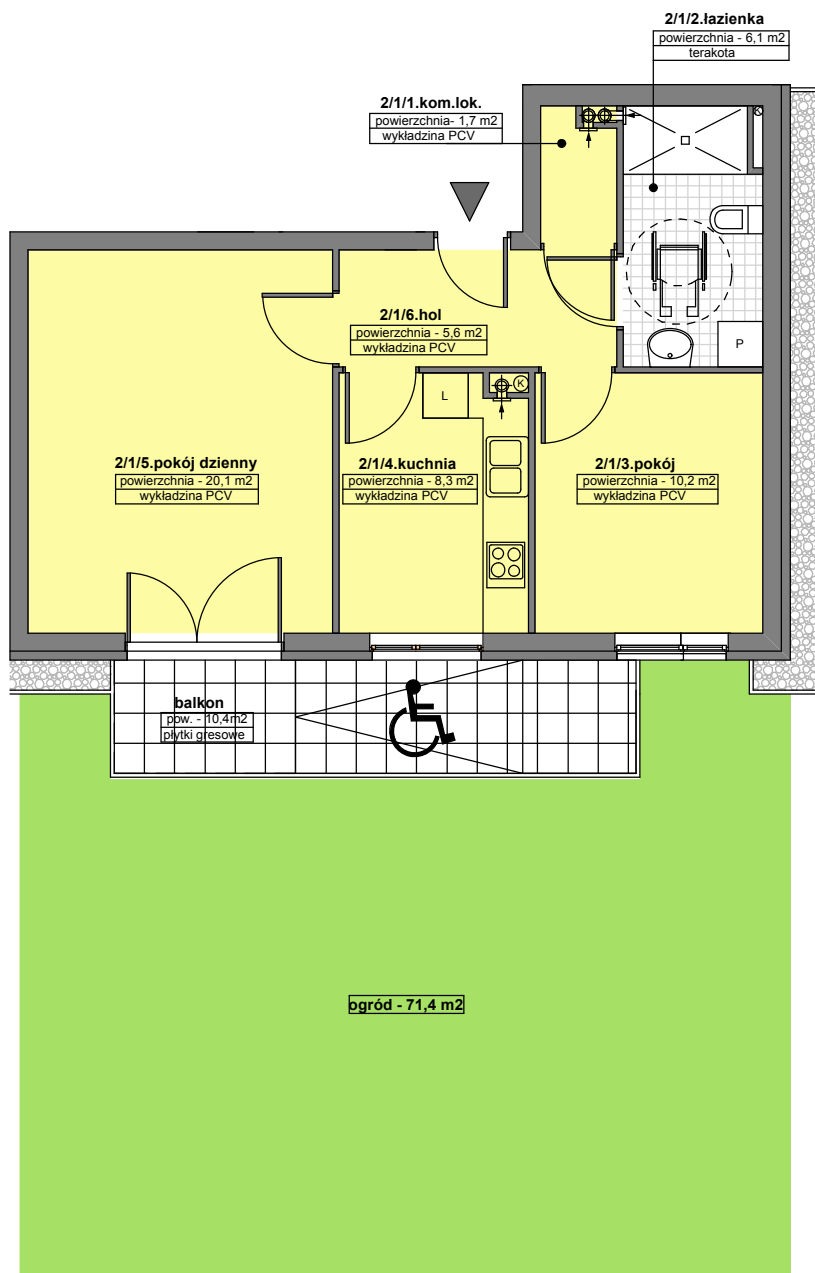 2/1/2.łazienka
powierzchnia - 6,1 m2
terakota
2/1/1.kom.lok.
powierzchnia- 1,7 m2
wykładzina PCV
2/1/6.hol
powierzchnia - 5,6 m2
wykładzina PCV
P
L
K
2/1/5.pokój dzienny
powierzchnia - 20,1 m2
wykładzina PCV
2/1/4.kuchnia
powierzchnia - 8,3 m2
wykładzina PCV
2/1/3.pokój
powierzchnia - 10,2 m2
wykładzina PCV
balkon
pow. - 10,4m2
płytki gresowe
ogród - 71,4 m2